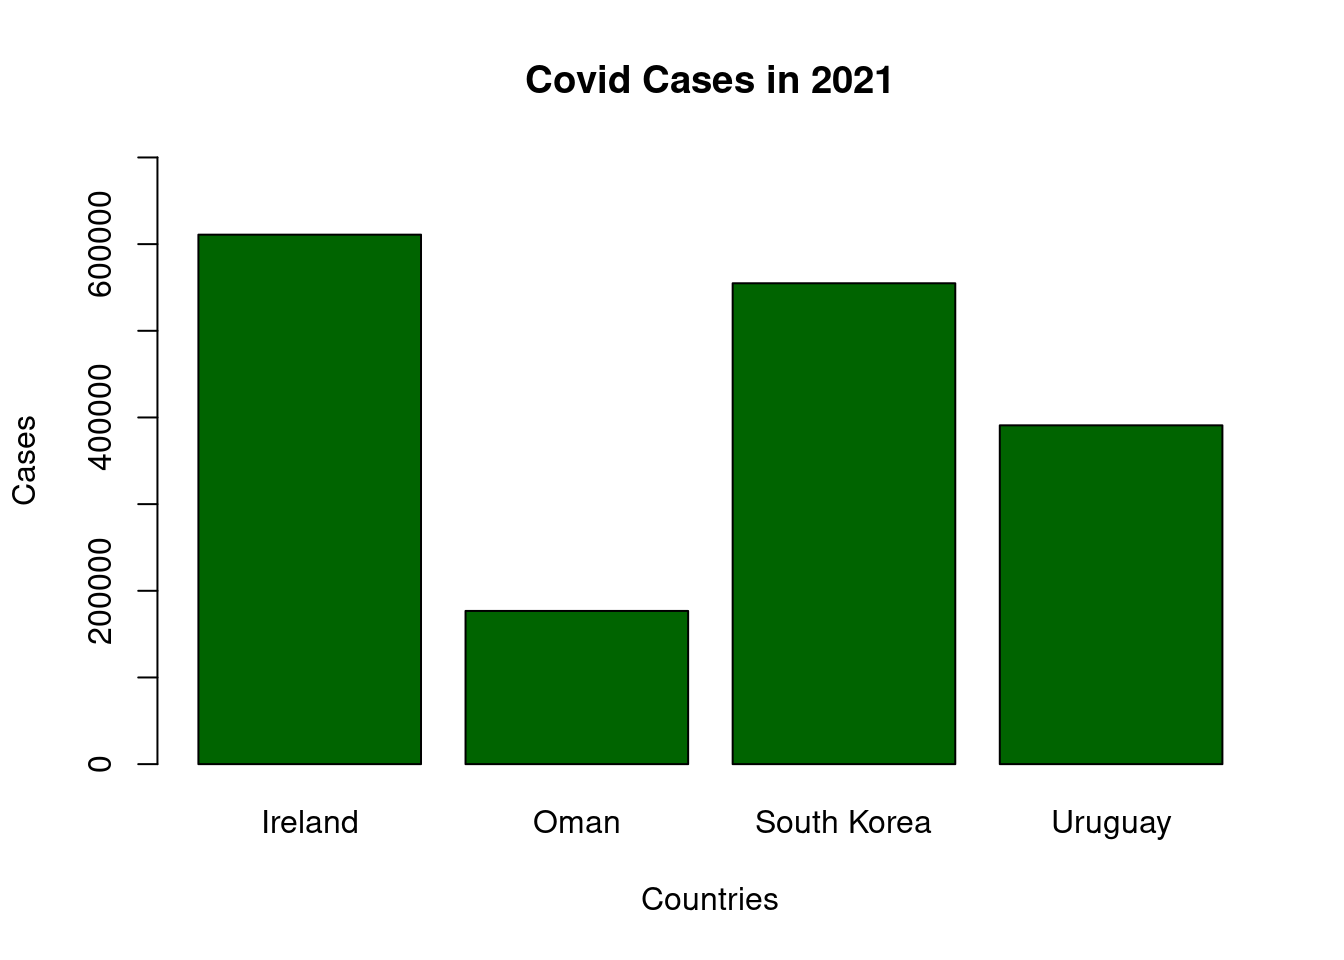 Covid Cases in 2021
Cases
600000
400000
200000
0
Ireland
Oman
South Korea
Uruguay
Countries